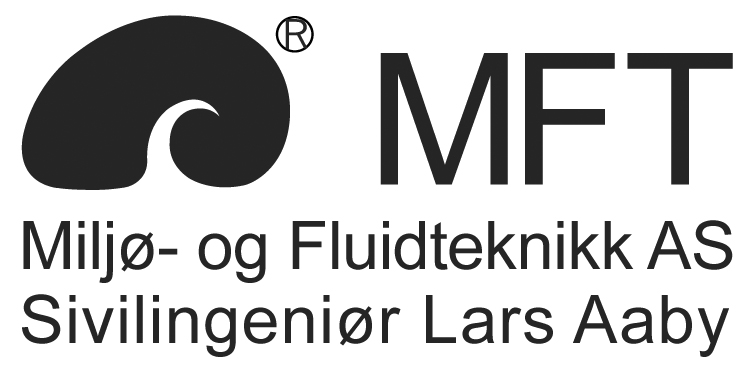 ® MFT
Miljø- og Fluidteknikk AS
Sivilingeniør Lars Aaby